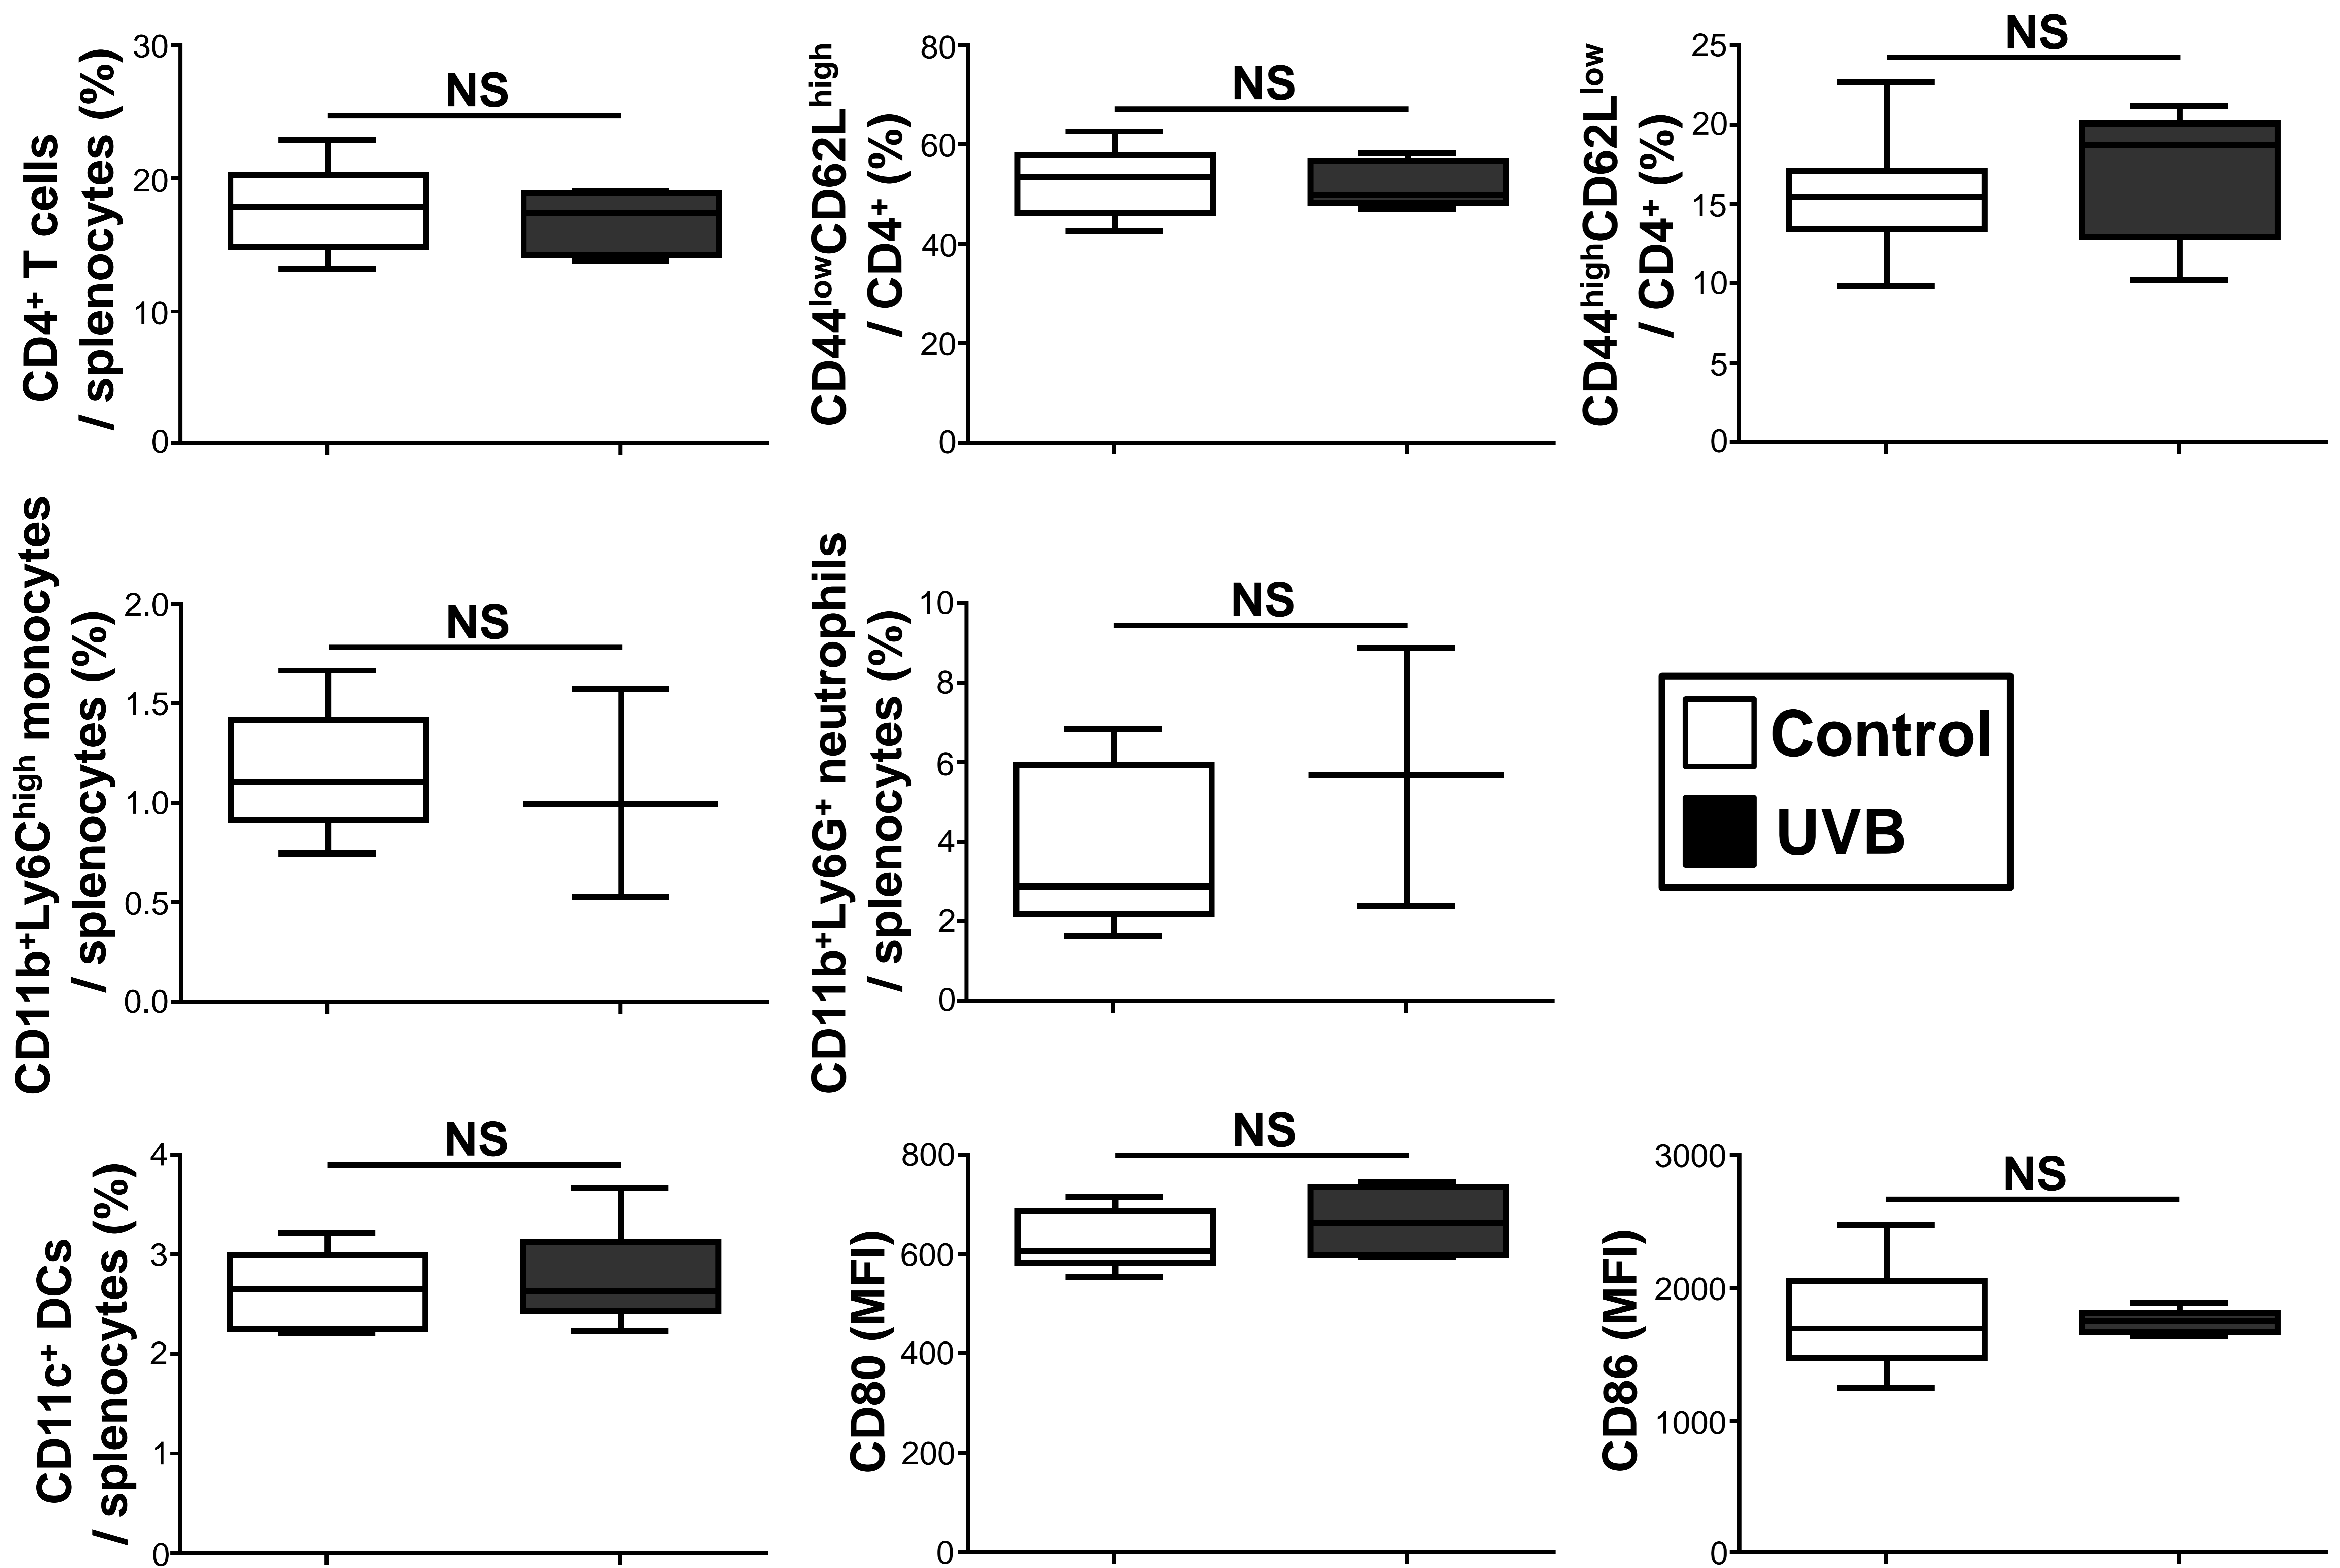 CD4+ T cells
/ splenocytes (%)
30
20
10
0
NS
CD44lowCD62Lhigh
/ CD4+ (%)
80
60
40
20
0
NS
CD44highCD62Llow
/ CD4+ (%)
25
20
15
10
5
0
NS
CD11b+Ly6Chigh monocytes
/ splenocytes (%)
2.0
1.5
1.0
0.5
0.0
NS
CD11b+Ly6G+ neutrophils
/ splenocytes (%)
10
8
6
4
2
0
NS
Control
UVB
CD11c+ DCs
/ splenocytes (%)
4
3
2
1
0
NS
CD80 (MFI)
800
600
400
200
0
NS
CD86 (MFI)
3000
2000
1000
0
NS